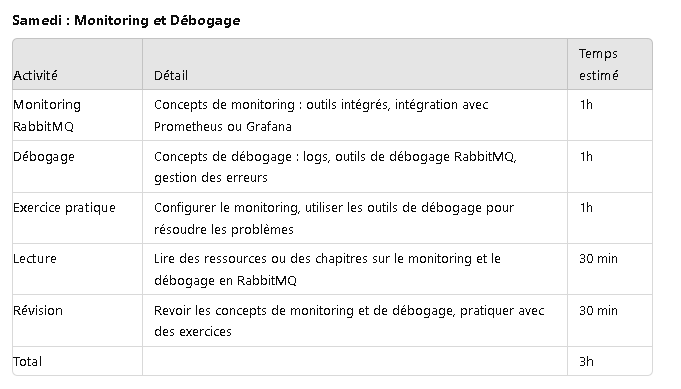 Samedi : Monitoring et Débogage
Activité Détail Temps estimé
Monitoring RabbitMQ Concepts de monitoring : outils intégrés, intégration avec Prometheus ou Grafana 1h
Débogage Concepts de débogage : logs, outils de débogage RabbitMQ, gestion des erreurs 1h
Exercice pratique Configurer le monitoring, utiliser les outils de débogage pour résoudre les problèmes 1h
Lecture Lire des ressources ou des chapitres sur le monitoring et le débogage en RabbitMQ 30 min
Révision Revoir les concepts de monitoring et de débogage, pratiquer avec des exercices 30 min
Total 3h